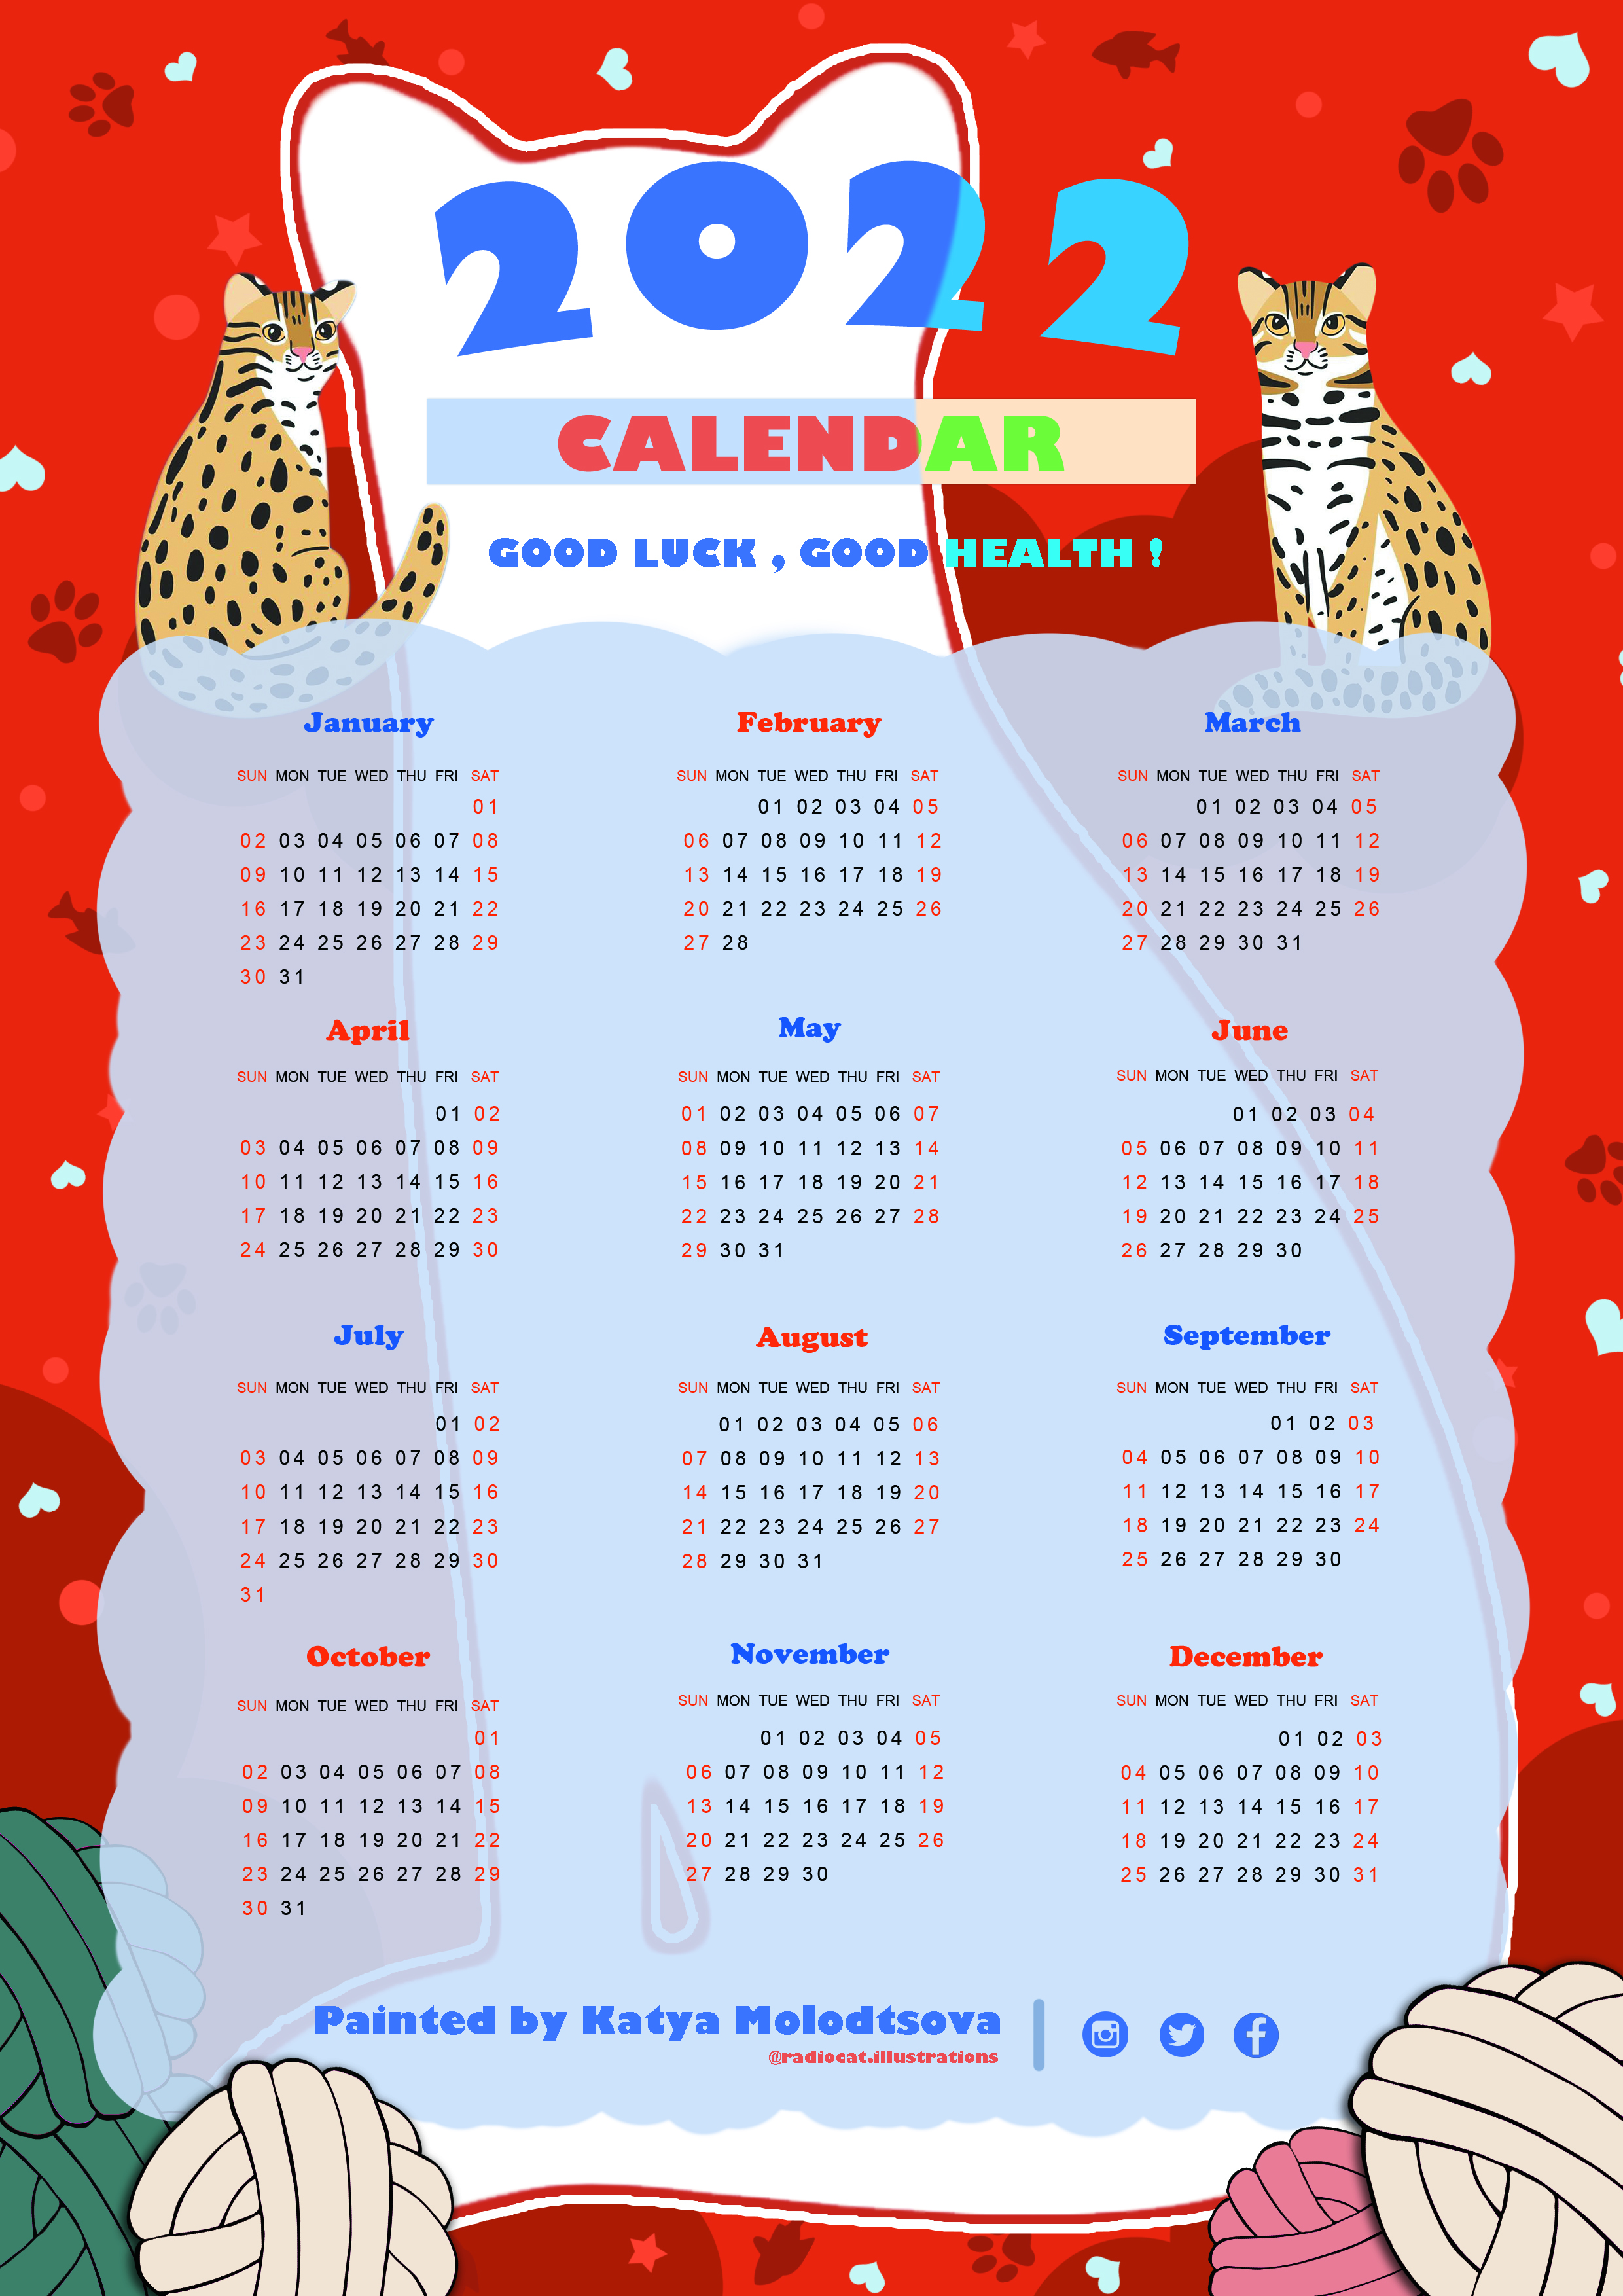 2022
CALENDAR
GOOD LUCK , GOOD HEALTH !
January
SUN MON TUE WED THU FRI SAT
01
02 03 04 05 06 07 08
09 10 11 12 13 14 15
16 17 18 19 20 21 22
23 24 25 26 27 28 29
30 31
February
SUN MON TUE WED THU FRI SAT
01 02 03 04 05
06 07 08 09 10 11 12
13 14 15 16 17 18 19
20 21 22 23 24 25 26
27 28
March
SUN MON TUE WED THU FRI SAT
01 02 03 04 05
06 07 08 09 10 11 12
13 14 15 16 17 18 19
20 21 22 23 24 25 26
27 28 29 30 31
April
SUN MON TUE WED THU FRI SAT
01 02
03 04 05 06 07 08 09
10 11 12 13 14 15 16
17 18 19 20 21 22 23
24 25 26 27 28 29 30
May
SUN MON TUE WED THU FRI SAT
01 02 03 04 05 06 07
08 09 10 11 12 13 14
15 16 17 18 19 20 21
22 23 24 25 26 27 28
29 30 31
June
SUN MON TUE WED THU FRI SAT
01 02 03 04
05 06 07 08 09 10 11
12 13 14 15 16 17 18
19 20 21 22 23 24 25
26 27 28 29 30
July
SUN MON TUE WED THU FRI SAT
01 02
03 04 05 06 07 08 09
10 11 12 13 14 15 16
17 18 19 20 21 22 23
24 25 26 27 28 29 30
31
August
SUN MON TUE WED THU FRI SAT
01 02 03 04 05 06
07 08 09 10 11 12 13
14 15 16 17 18 19 20
21 22 23 24 25 26 27
28 29 30 31
September
SUN MON TUE WED THU FRI SAT
01 02 03
04 05 06 07 08 09 10
11 12 13 14 15 16 17
18 19 20 21 22 23 24
25 26 27 28 29 30
October
SUN MON TUE WED THU FRI SAT
01
02 03 04 05 06 07 08
09 10 11 12 13 14 15
16 17 18 19 20 21 22
23 24 25 26 27 28 29
30 31
November
SUN MON TUE WED THU FRI SAT
01 02 03 04 05
06 07 08 09 10 11 12
13 14 15 16 17 18 19
20 21 22 23 24 25 26
27 28 29 30
December
SUN MON TUE WED THU FRI SAT
01 02 03
04 05 06 07 08 09 10
11 12 13 14 15 16 17
18 19 20 21 22 23 24
25 26 27 28 29 30 31
Painted by Katya Molodtsova
@radiocat.illustrations